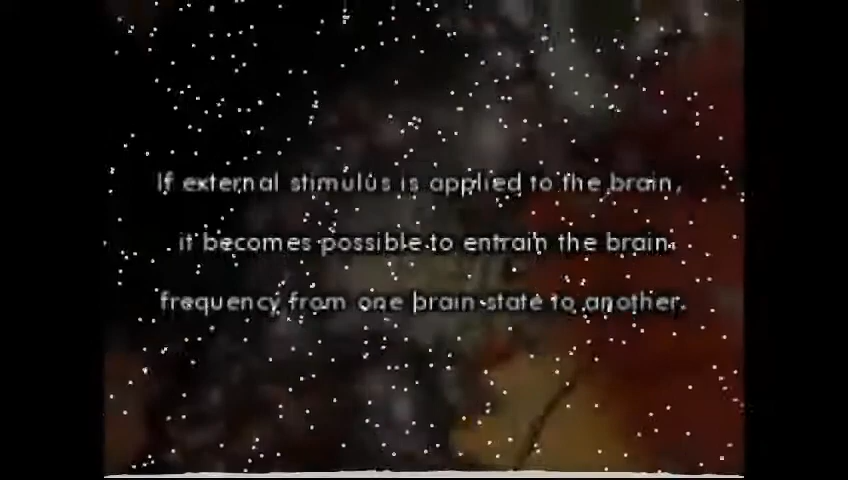 If external stimulus is applied to the brain,
it becomes possible to entrain the brain
frequency from one brain state to another.